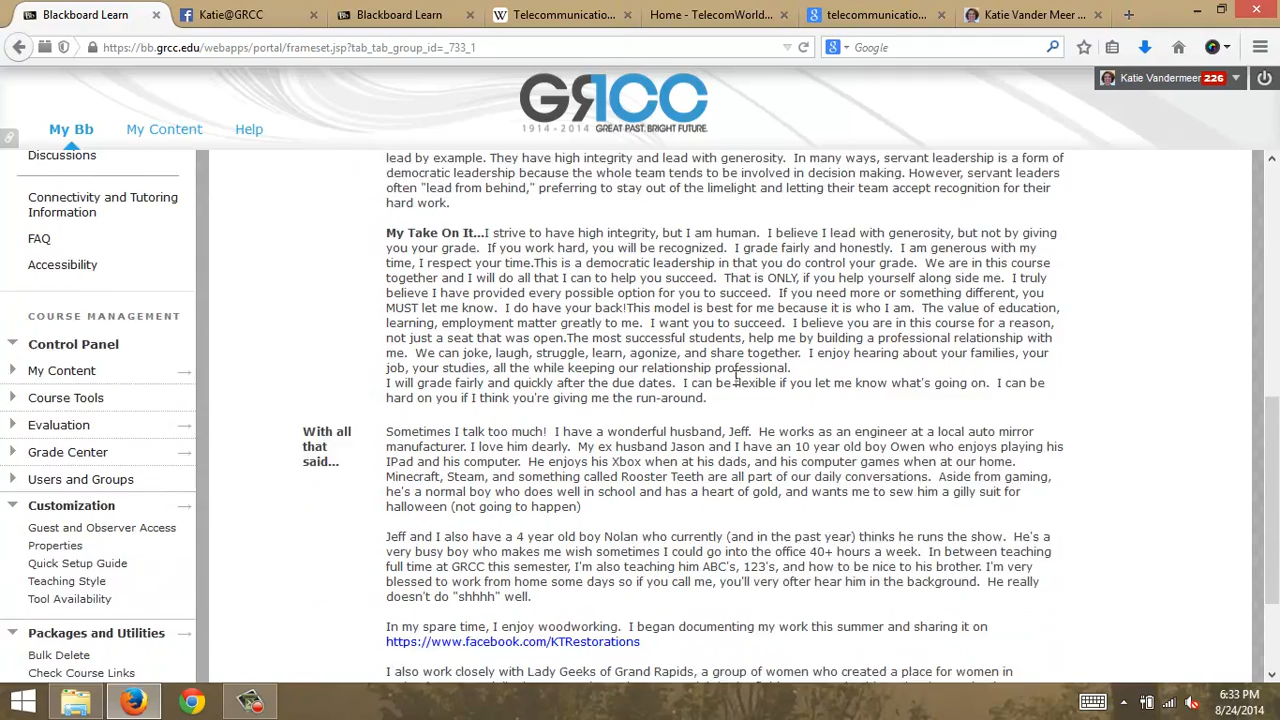 Blackboard Learn
Katie@GRCC
Blackboard Learn
Telecommunicatio...
Home - TelecomWorld...
telecommunicatio...
Katie Vander Meer ...
https://bb.grcc.edu/webapps/portal/frameset.jsp?tab_tab_group_id=_733_1
Google
Katie Vandermeer 226
GRCC
1914-2014 GREAT PAST. BRIGHT FUTURE.
My Bb
My Content
Help
Discussions
Connectivity and Tutoring
Information
FAQ
Accessibility
COURSE MANAGEMENT
Control Panel
My Content
Course Tools
Evaluation
Grade Center
Users and Groups
Customization
Guest and Observer Access
Properties
Quick Setup Guide
Teaching Style
Tool Availability
Packages and Utilities
Bulk Delete
Check Course Links
lead by example. They have high integrity and lead with generosity.  In many ways, servant leadership is a form of
democratic leadership because the whole team tends to be involved in decision making. However, servant leaders
often "lead from behind," preferring to stay out of the limelight and letting their team accept recognition for their
hard work.
My Take On It...I strive to have high integrity, but I am human.  I believe I lead with generosity, but not by giving
you your grade.  If you work hard, you will be recognized.  I grade fairly and honestly.  I am generous with my
time, I respect your time.This is a democratic leadership in that you do control your grade.  We are in this course
together and I will do all that I can to help you succeed.  That is ONLY, if you help yourself along side me.  I truly
believe I have provided every possible option for you to succeed.  If you need more or something different, you
MUST let me know.  I do have your back!This model is best for me because it is who I am.  The value of education,
learning, employment matter greatly to me.  I want you to succeed.  I believe you are in this course for a reason,
not just a seat that was open.The most successful students, help me by building a professional relationship with
me.  We can joke, laugh, struggle, learn, agonize, and share together.  I enjoy hearing about your families, your
job, your studies, all the while keeping our relationship professional.
I will grade fairly and quickly after the due dates.  I can be flexible if you let me know what's going on.  I can be
hard on you if I think you're giving me the run-around.
With all
that
said...
Sometimes I talk too much!  I have a wonderful husband, Jeff.  He works as an engineer at a local auto mirror
manufacturer. I love him dearly.  My ex husband Jason and I have an 10 year old boy Owen who enjoys playing his
IPad and his computer.  He enjoys his Xbox when at his dads, and his computer games when at our home.
Minecraft, Steam, and something called Rooster Teeth are all part of our daily conversations.  Aside from gaming,
he's a normal boy who does well in school and has a heart of gold, and wants me to sew him a gilly suit for
halloween (not going to happen)
Jeff and I also have a 4 year old boy Nolan who currently (and in the past year) thinks he runs the show.  He's a
very busy boy who makes me wish sometimes I could go into the office 40+ hours a week.  In between teaching
full time at GRCC this semester, I'm also teaching him ABC's, 123's, and how to be nice to his brother. I'm very
blessed to work from home some days so if you call me, you'll very ofter hear him in the background.  He really
doesn't do "shhhh" well.
In my spare time, I enjoy woodworking.  I began documenting my work this summer and sharing it on
https://www.facebook.com/KTRestorations
I also work closely with Lady Geeks of Grand Rapids, a group of women who created a place for women in
6:33 PM
8/24/2014